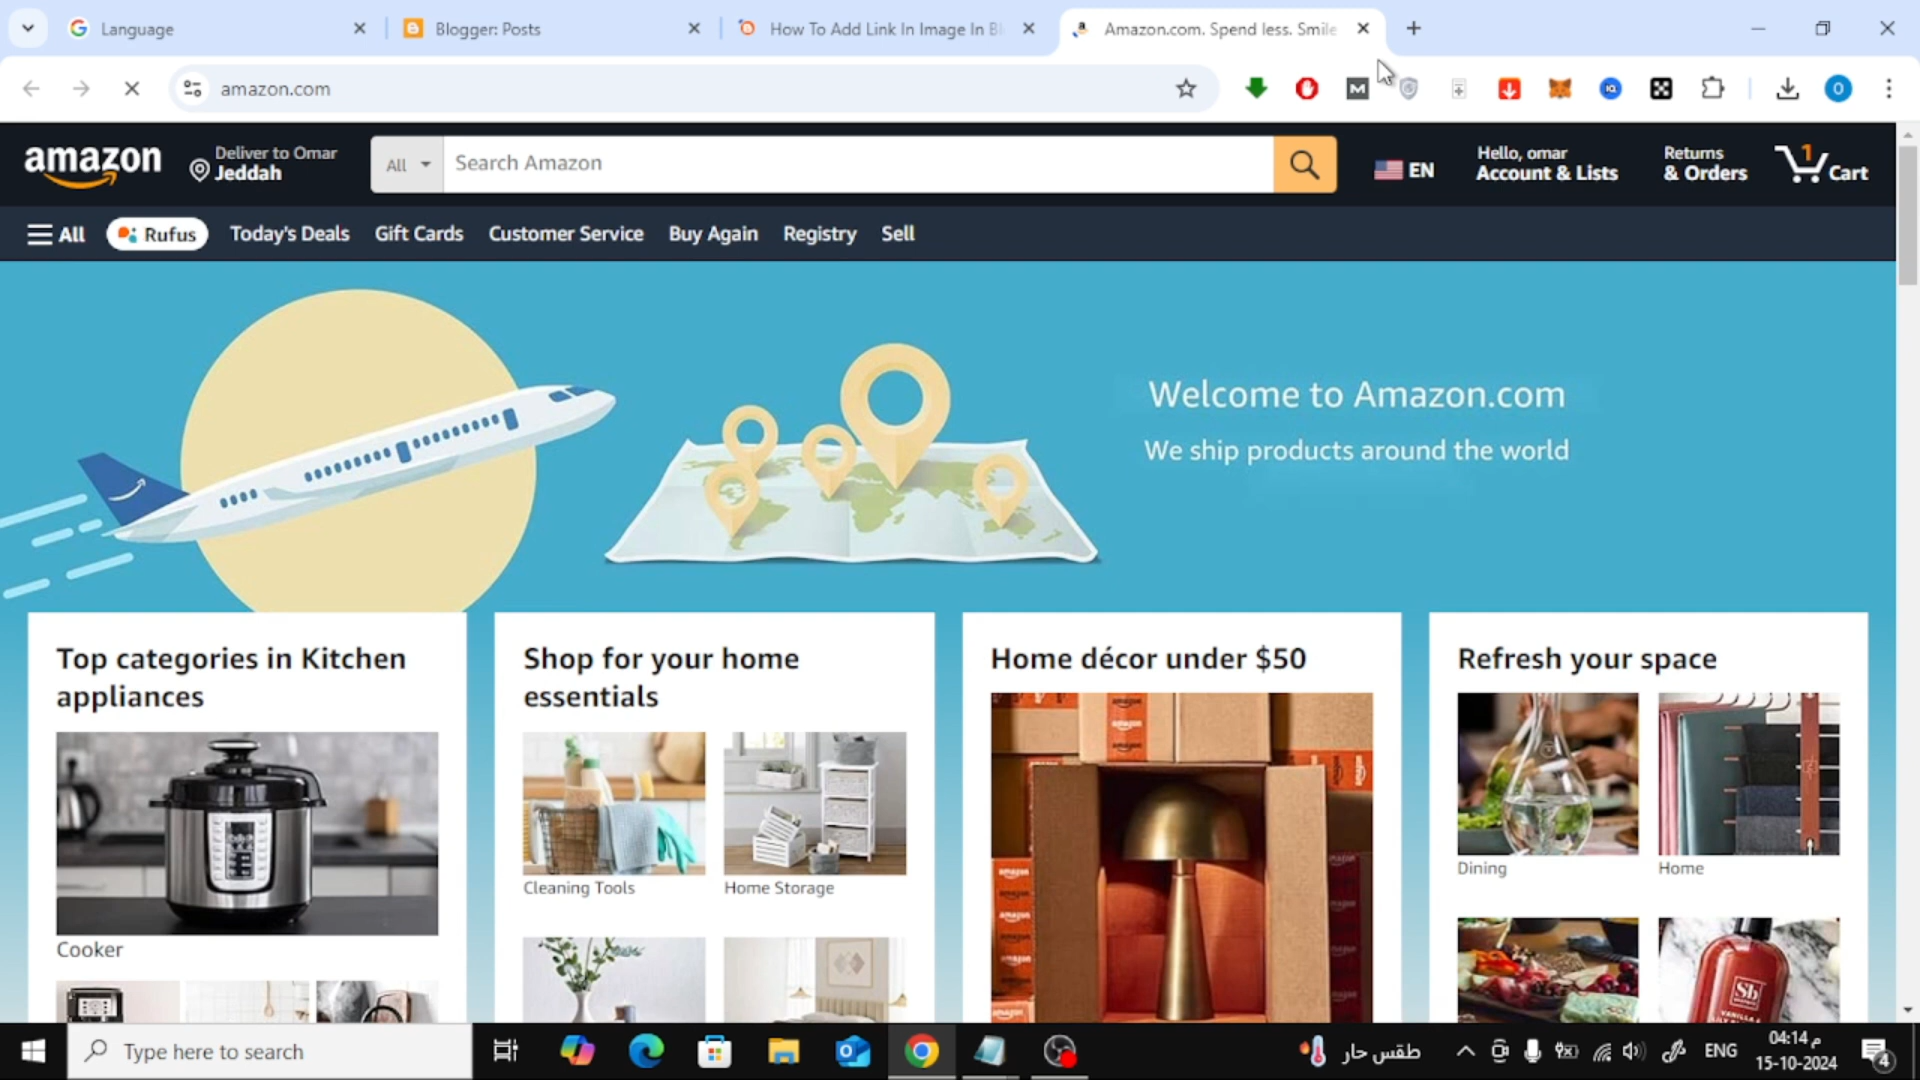 Language
Blogger: Posts
How To Add Link In Image In Bl
Amazon.com. Spend less. Smile
amazon.com
amazon
Deliver to Omar
Jeddah
All
Search Amazon
EN
Hello, omar
Account & Lists
Returns
& Orders
1
Cart
All
Rufus
Today's Deals
Gift Cards
Customer Service
Buy Again
Registry
Sell
Welcome to Amazon.com
We ship products around the world
Top categories in Kitchen
appliances
Cooker
Shop for your home
essentials
Cleaning Tools
Home Storage
Home décor under $50
Refresh your space
Dining
Home
Sb
Type here to search
طقس حار
ENG
04:14 م
15-10-2024
4